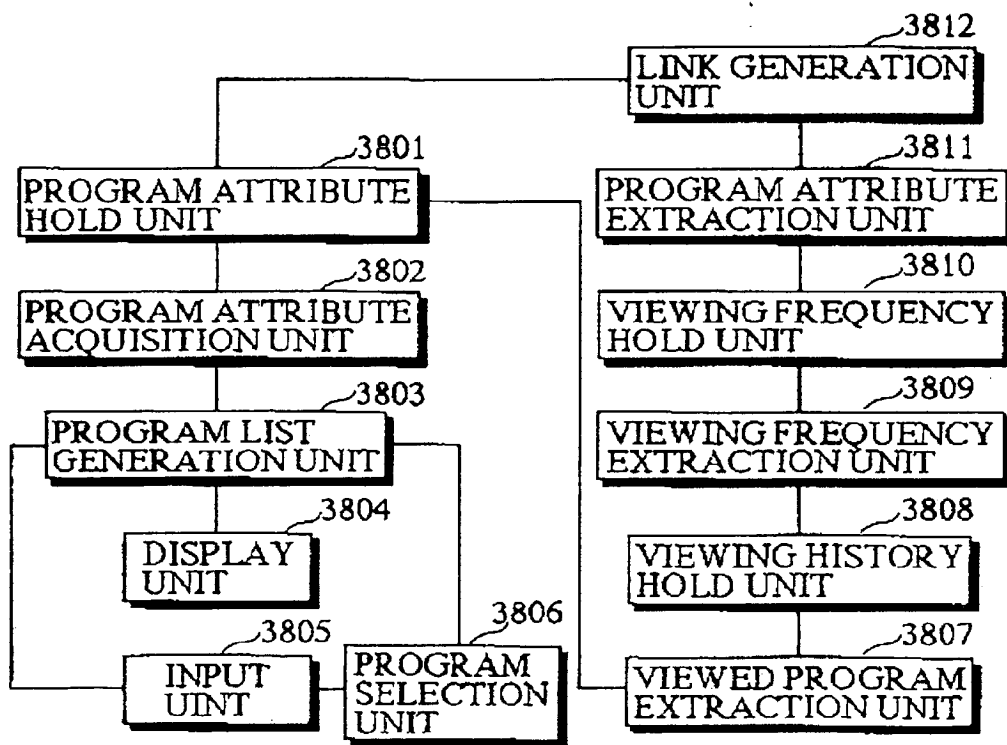 3812
LINK GENERATION
UNIT
3801
PROGRAM ATTRIBUTE
HOLD UNIT
3811
PROGRAM ATTRIBUTE
EXTRACTION UNIT
3802
PROGRAM ATTRIBUTE
ACQUISITION UNIT
3810
VIEWING FREQUENCY
HOLD UNIT
3803
PROGRAM LIST
GENERATION UNIT
3809
VIEWING FREQUENCY
EXTRACTION UNIT
3804
DISPLAY
UNIT
3808
VIEWING HISTORY
HOLD UNIT
3805
INPUT
UINT
3806
PROGRAM
SELECTION
UNIT
3807
VIEWED PROGRAM
EXTRACTION UNIT